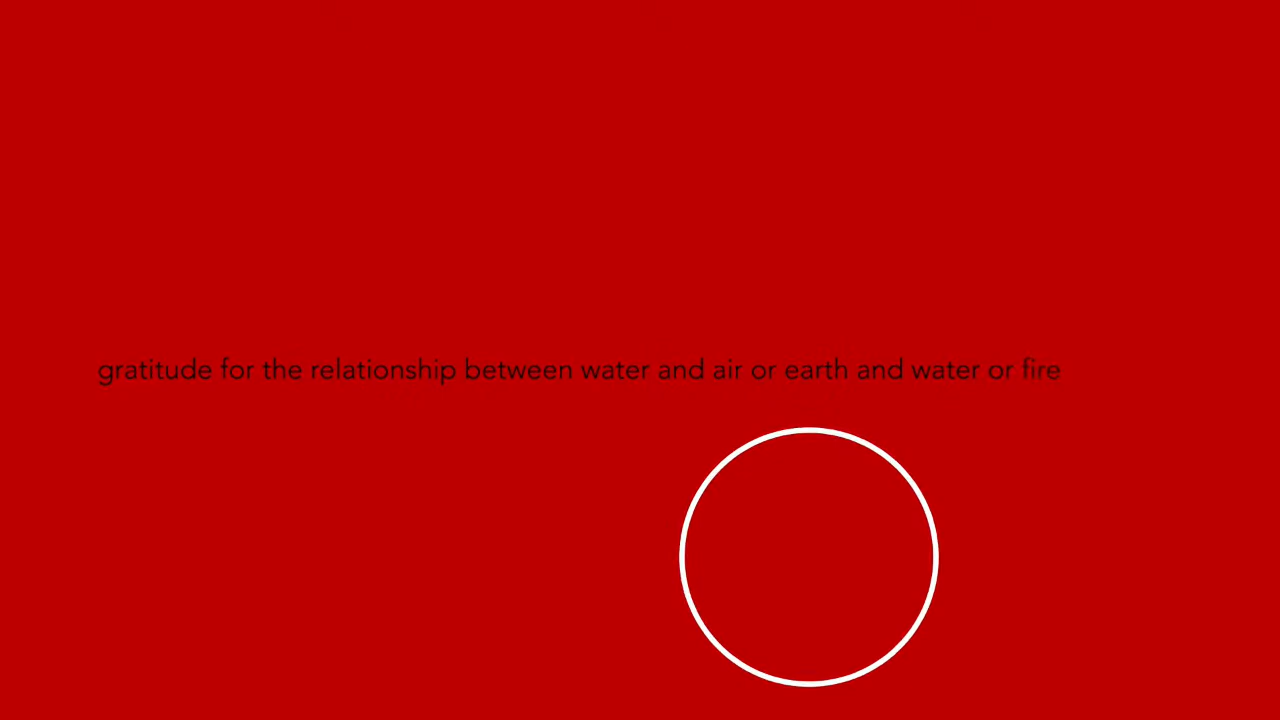 gratitude for the relationship between water and air or earth and water or fire